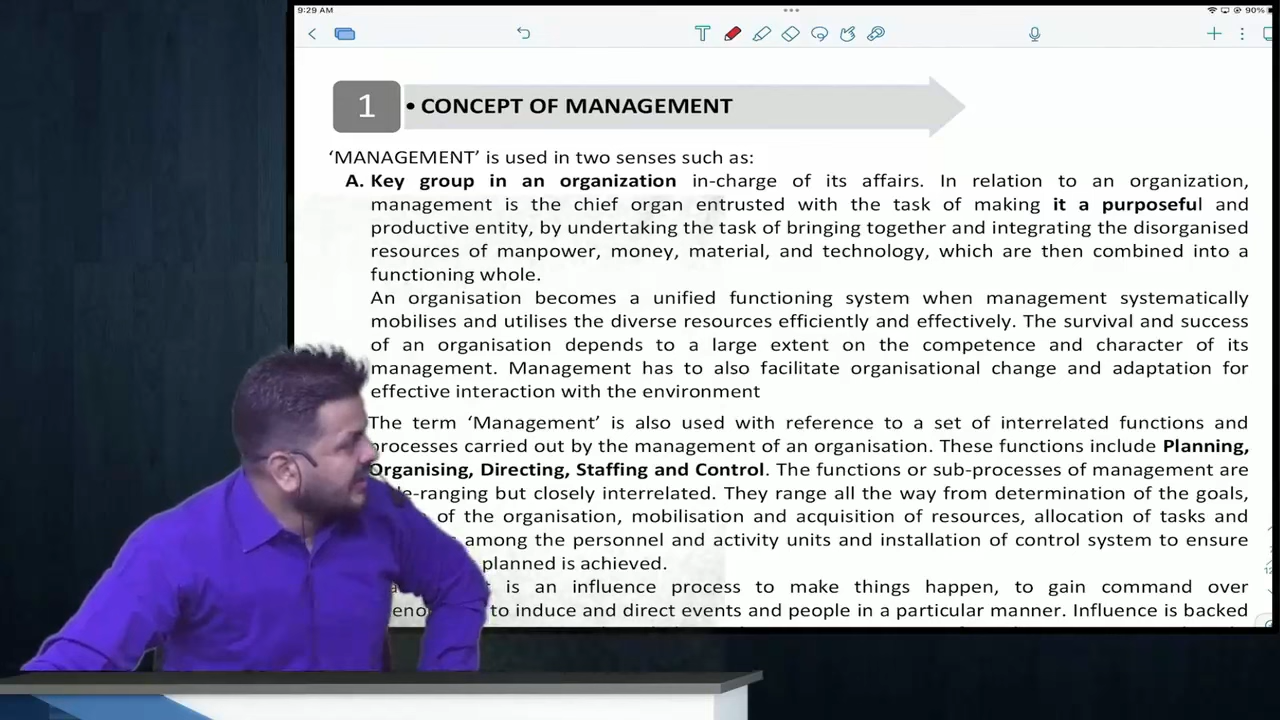 9:29 AM
90%
T
1 • CONCEPT OF MANAGEMENT
‘MANAGEMENT’ is used in two senses such as:
A. Key group in an organization in-charge of its affairs. In relation to an organization,
management is the chief organ entrusted with the task of making it a purposeful and
productive entity, by undertaking the task of bringing together and integrating the disorganised
resources of manpower, money, material, and technology, which are then combined into a
functioning whole.
An organisation becomes a unified functioning system when management systematically
mobilises and utilises the diverse resources efficiently and effectively. The survival and success
of an organisation depends to a large extent on the competence and character of its
management. Management has to also facilitate organisational change and adaptation for
effective interaction with the environment
The term ‘Management’ is also used with reference to a set of interrelated functions and
processes carried out by the management of an organisation. These functions include Planning,
Organising, Directing, Staffing and Control. The functions or sub-processes of management are
e-ranging but closely interrelated. They range all the way from determination of the goals,
of the organisation, mobilisation and acquisition of resources, allocation of tasks and
among the personnel and activity units and installation of control system to ensure
planned is achieved.
is an influence process to make things happen, to gain command over
to induce and direct events and people in a particular manner. Influence is backed